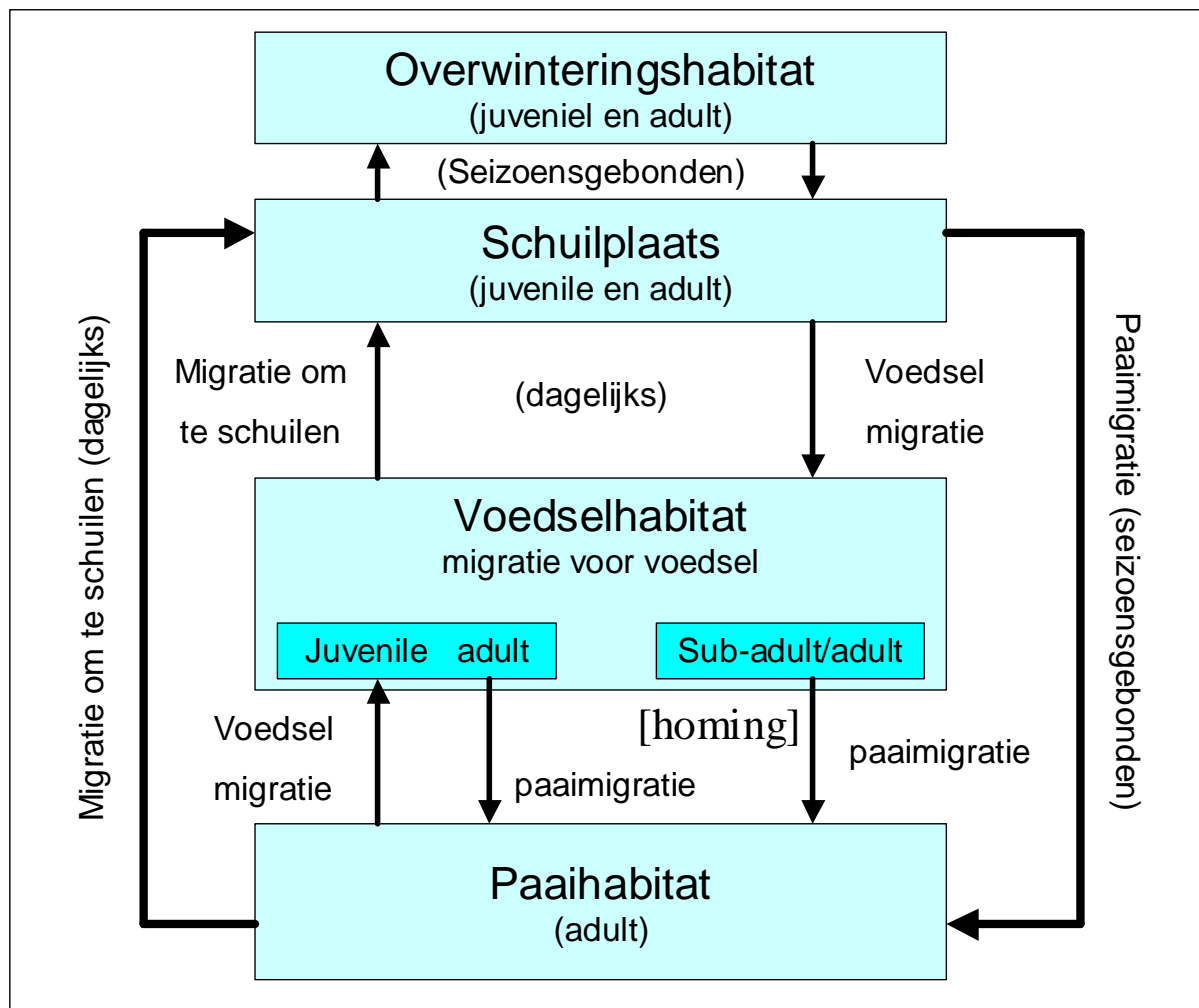 Overwinteringshabitat
(juveniel en adult)
(Seizoensgebonden)
Schuilplaats
(juvenile en adult)
Migratie om
te schuilen
(dagelijks)
Voedsel
migratie
Migratie om te schuilen (dagelijks)
Paaimigratie (seizoensgebonden)
Voedselhabitat
migratie voor voedsel
Juvenile adult
Sub-adult/adult
Voedsel
migratie
paaimigratie
[homing]
paaimigratie
Paaihabitat
(adult)